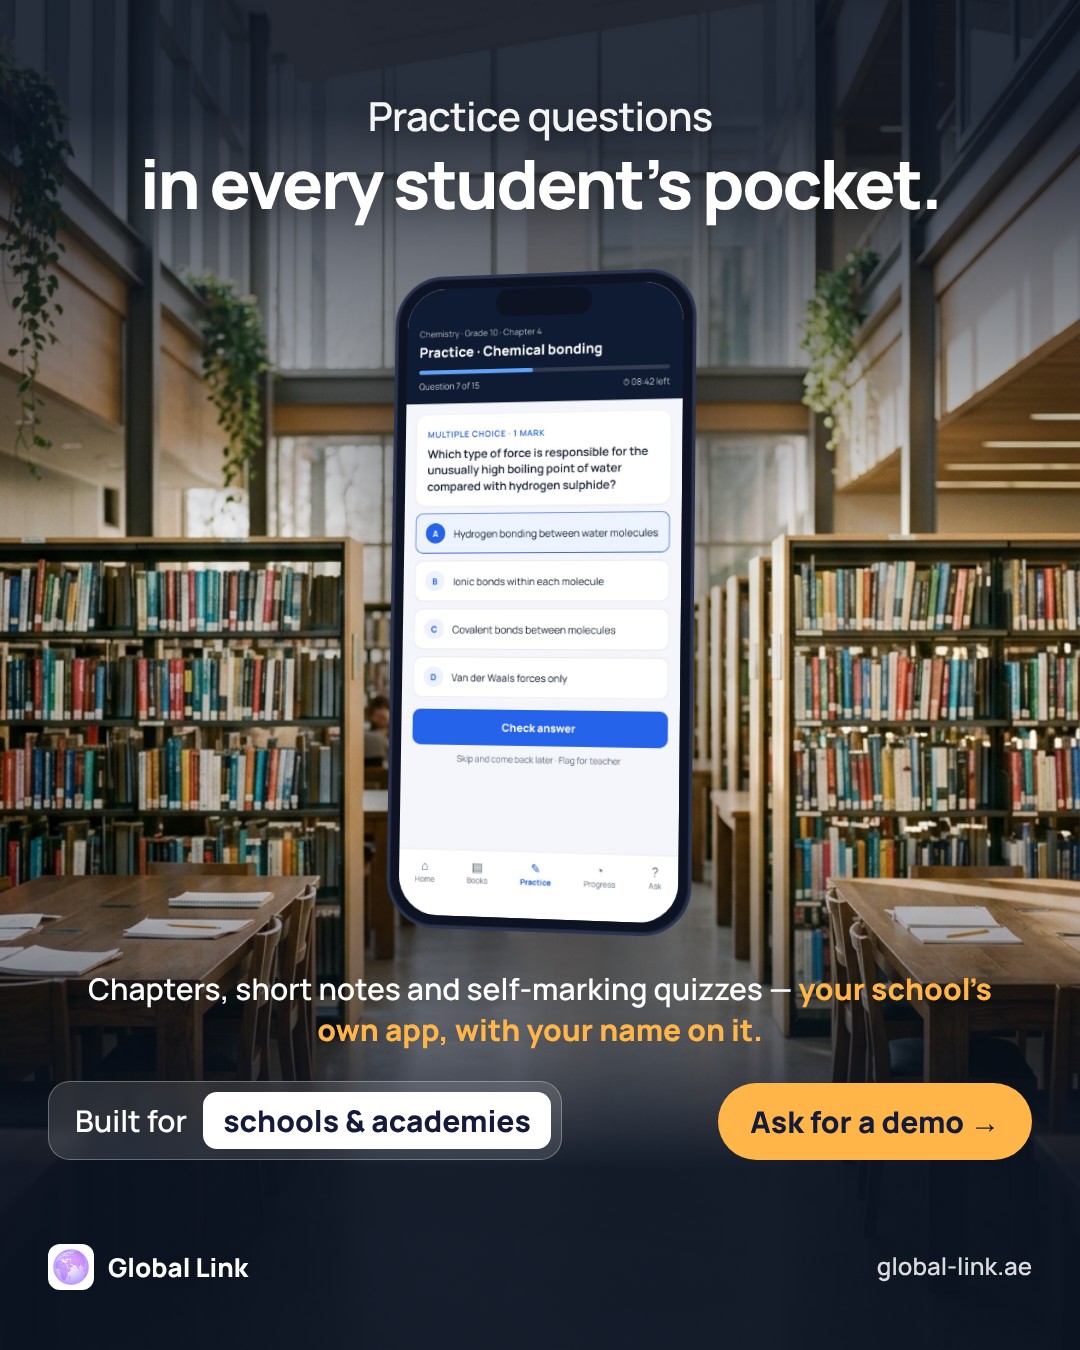 Practice questions
in every student’s pocket.
Chemistry · Grade 10 · Chapter 4
Practice · Chemical bonding
Question 7 of 15
⏱ 08:42 left
MULTIPLE CHOICE · 1 MARK
Which type of force is responsible for the
unusually high boiling point of water
compared with hydrogen sulphide?
A Hydrogen bonding between water molecules
B Ionic bonds within each molecule
C Covalent bonds between molecules
D Van der Waals forces only
Check answer
Skip and come back later · Flag for teacher
Home Books Practice Progress ? Ask
Chapters, short notes and self-marking quizzes — your school’s
own app, with your name on it.
Built for schools & academies
Ask for a demo →
Global Link
global-link.ae